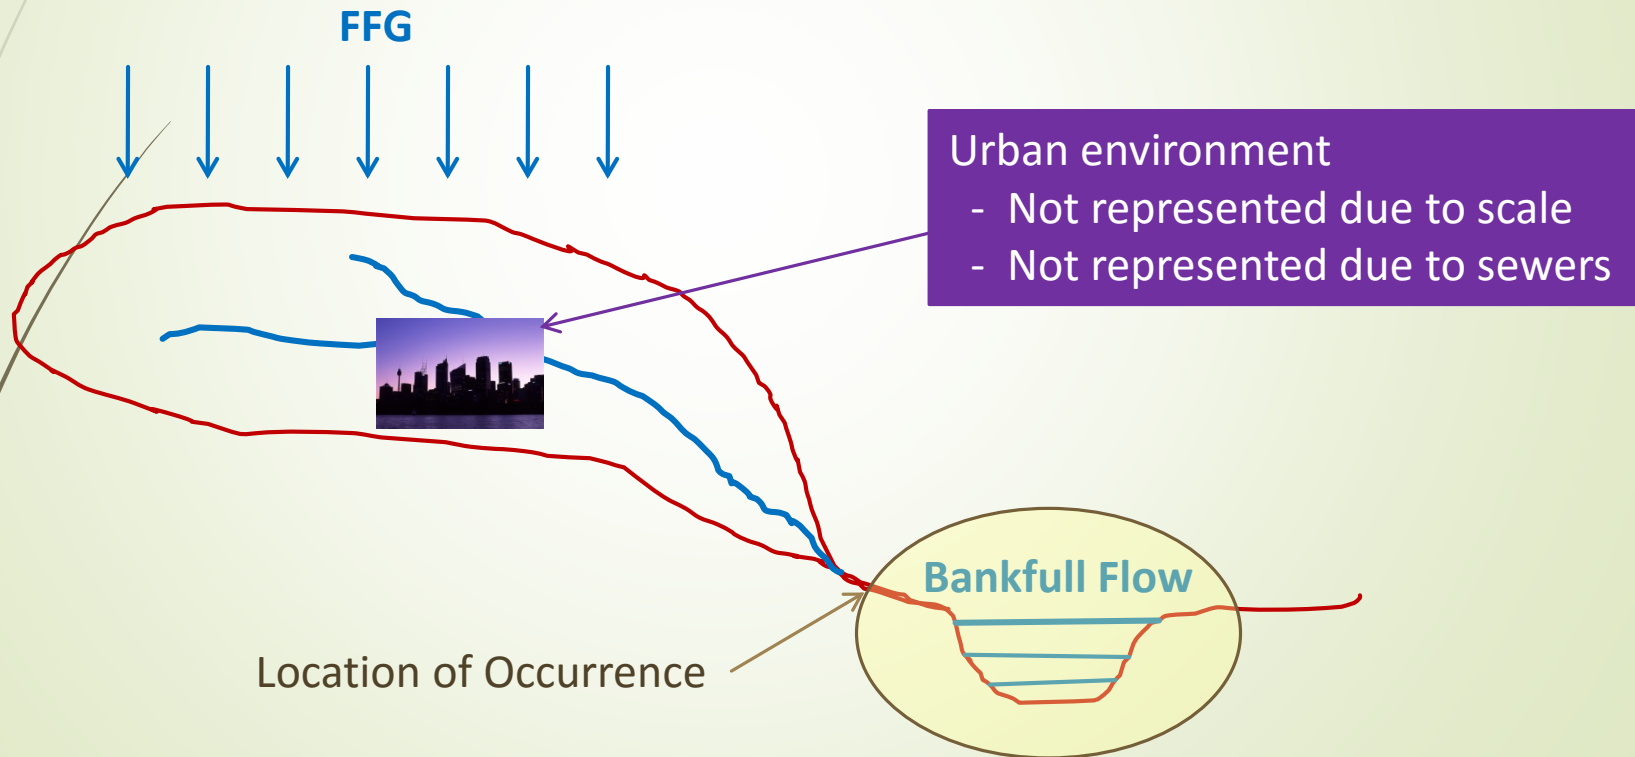 FFG
Urban environment
- Not represented due to scale
- Not represented due to sewers
Bankfull Flow
Location of Occurrence